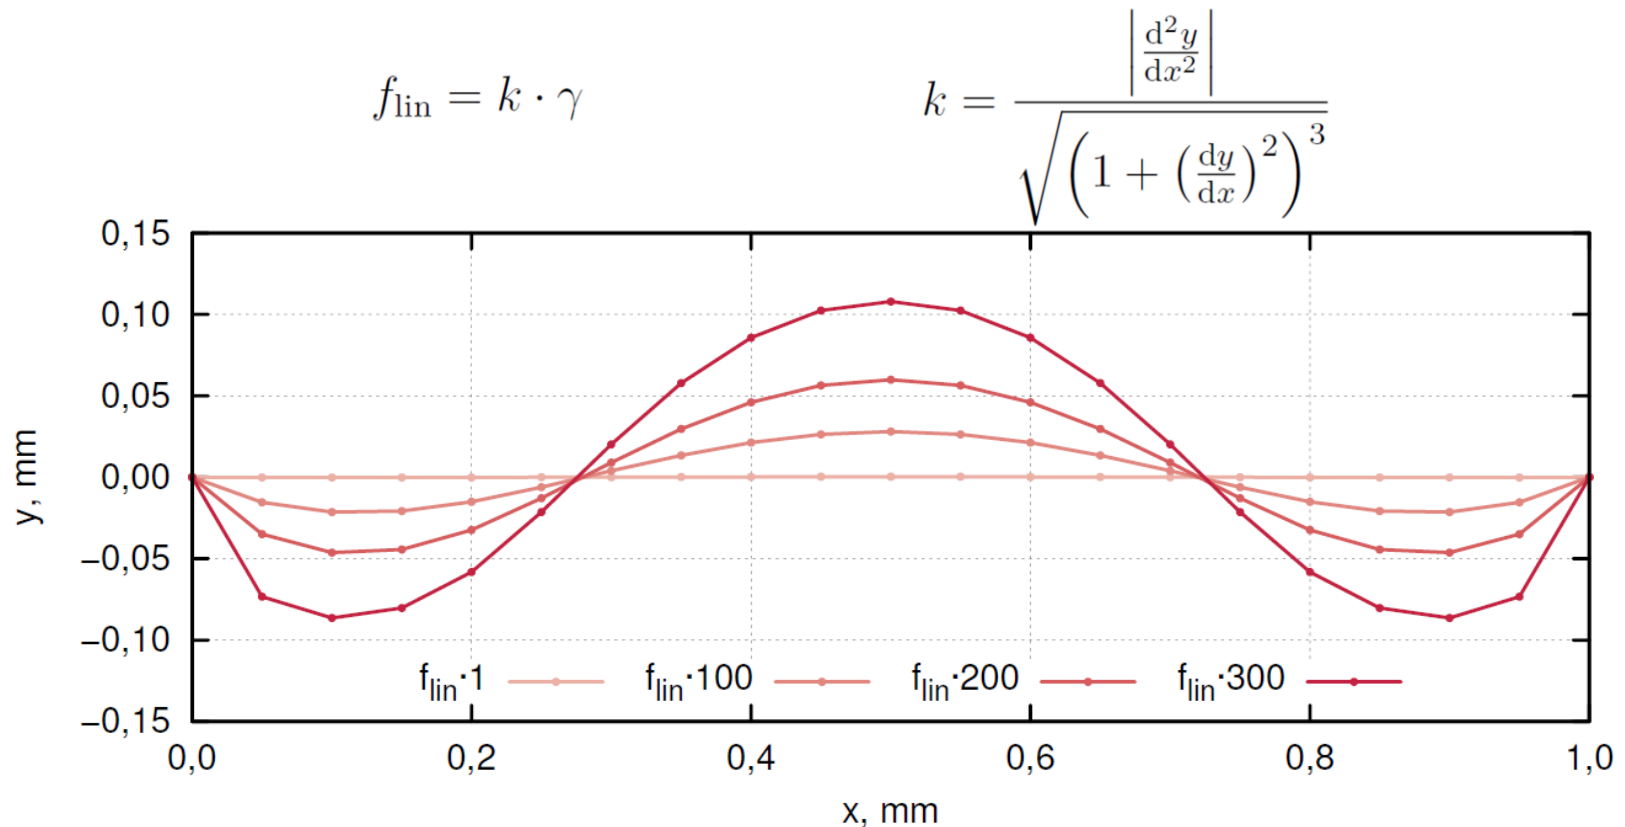 f_lin = k · γ
k = |d²y/dx²| / √((1 + (dy/dx)²)³)
0,15
0,10
0,05
0,00
−0,05
−0,10
−0,15
y, mm
f_lin·1 f_lin·100 f_lin·200 f_lin·300
0,0 0,2 0,4 0,6 0,8 1,0
x, mm